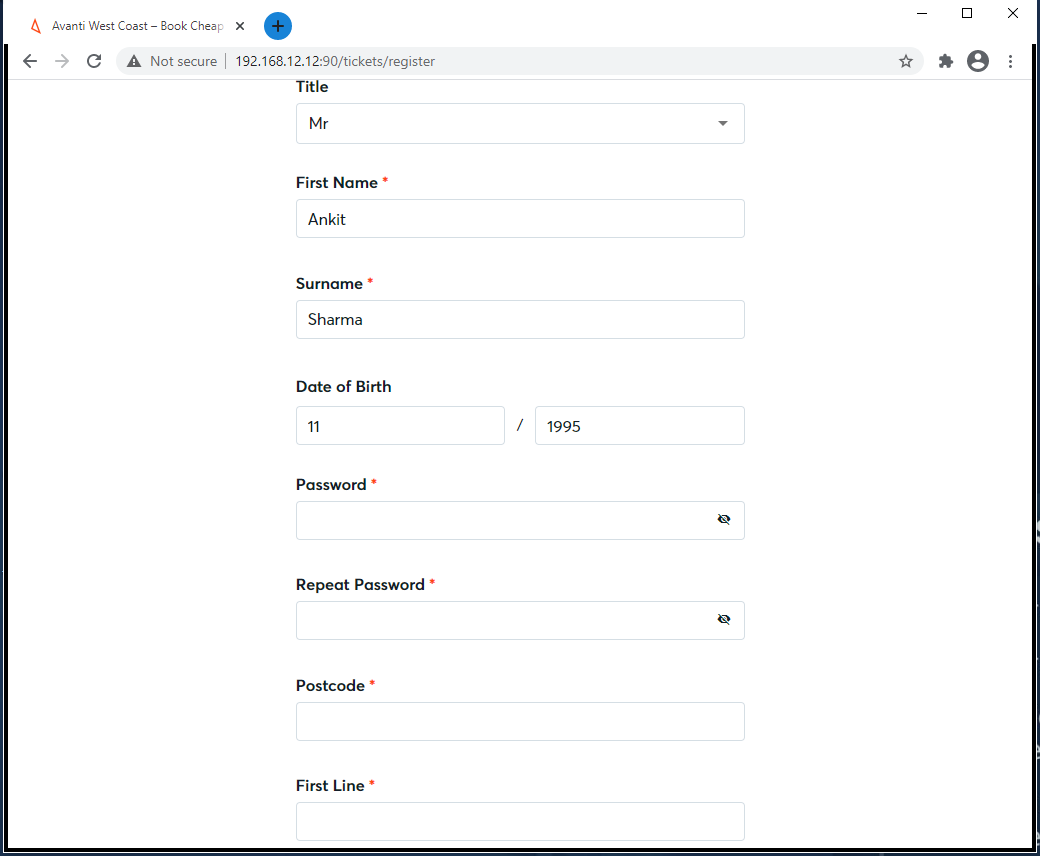 Avanti West Coast – Book Cheap
Not secure 192.168.12.12:90/tickets/register
Title
Mr
First Name *
Ankit
Surname *
Sharma
Date of Birth
11 / 1995
Password *
Repeat Password *
Postcode *
First Line *